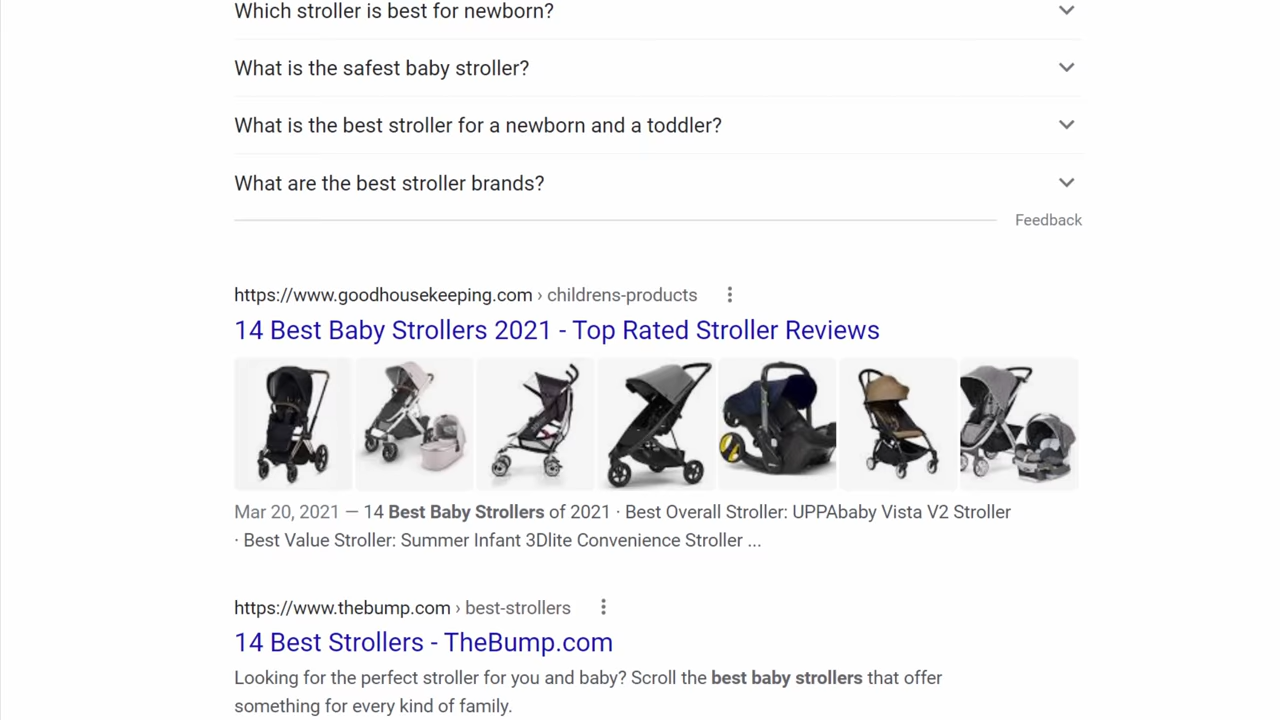 Which stroller is best for newborn?
What is the safest baby stroller?
What is the best stroller for a newborn and a toddler?
What are the best stroller brands?
Feedback
https://www.goodhousekeeping.com › childrens-products
14 Best Baby Strollers 2021 - Top Rated Stroller Reviews
Mar 20, 2021 — 14 Best Baby Strollers of 2021 · Best Overall Stroller: UPPAbaby Vista V2 Stroller
· Best Value Stroller: Summer Infant 3Dlite Convenience Stroller ...
https://www.thebump.com › best-strollers
14 Best Strollers - TheBump.com
Looking for the perfect stroller for you and baby? Scroll the best baby strollers that offer
something for every kind of family.